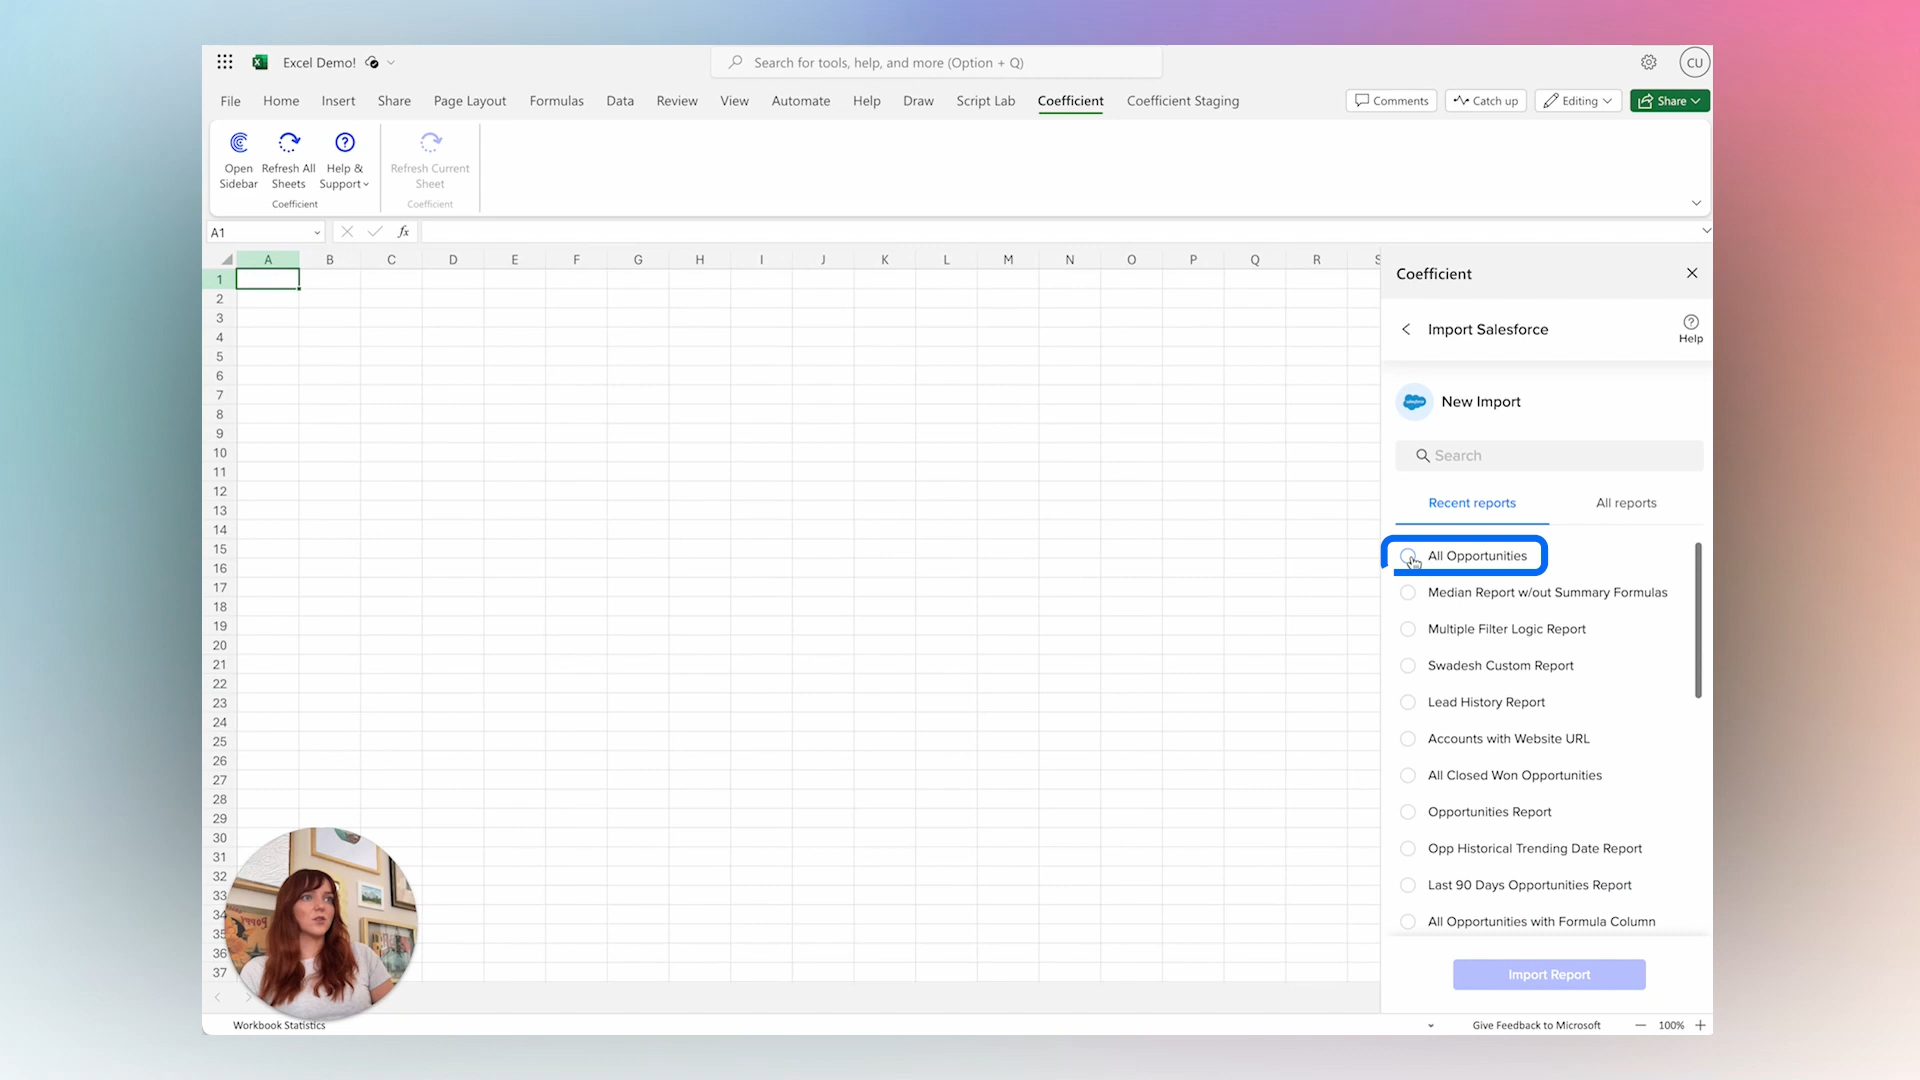 Excel Demo!
Search for tools, help, and more (Option + Q)
CU
File Home Insert Share Page Layout Formulas Data Review View Automate Help Draw Script Lab Coefficient Coefficient Staging
Comments Catch up Editing Share
Open Sidebar
Refresh All Sheets
Help & Support
Coefficient
Refresh Current Sheet
Coefficient
A1
fx
A B C D E F G H I J K L M N O P Q R S
1
2
3
4
5
6
7
8
9
10
11
12
13
14
15
16
17
18
19
20
21
22
23
24
25
26
27
28
29
30
31
32
33
34
35
36
37
Coefficient
Import Salesforce
Help
New Import
Search
Recent reports All reports
All Opportunities
Median Report w/out Summary Formulas
Multiple Filter Logic Report
Swadesh Custom Report
Lead History Report
Accounts with Website URL
All Closed Won Opportunities
Opportunities Report
Opp Historical Trending Date Report
Last 90 Days Opportunities Report
All Opportunities with Formula Column
Import Report
Workbook Statistics
Give Feedback to Microsoft
100%